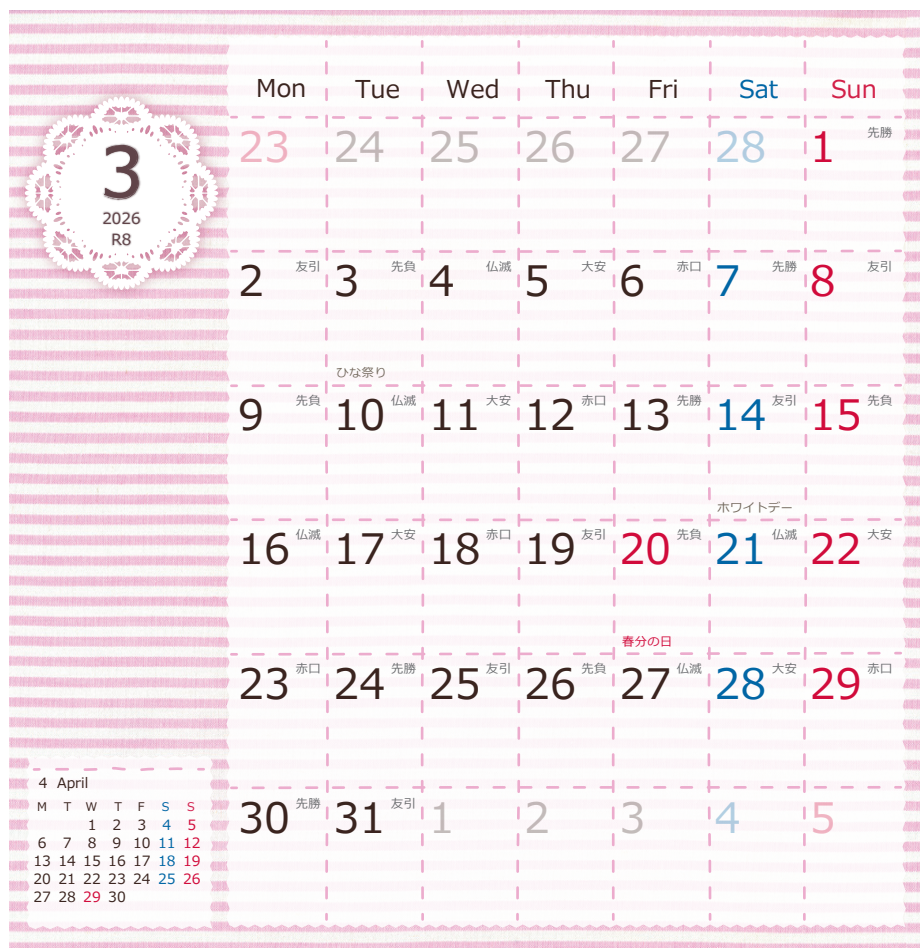 3
2026
R8
Mon Tue Wed Thu Fri Sat Sun
23 24 25 26 27 28 1 先勝
2 友引 3 先負 4 仏滅 5 大安 6 赤口 7 先勝 8 友引
ひな祭り
9 先負 10 仏滅 11 大安 12 赤口 13 先勝 14 友引 15 先負
ホワイトデー
16 仏滅 17 大安 18 赤口 19 友引 20 先負 21 仏滅 22 大安
春分の日
23 赤口 24 先勝 25 友引 26 先負 27 仏滅 28 大安 29 赤口
30 先勝 31 友引 1 2 3 4 5
4 April
M T W T F S S
1 2 3 4 5
6 7 8 9 10 11 12
13 14 15 16 17 18 19
20 21 22 23 24 25 26
27 28 29 30